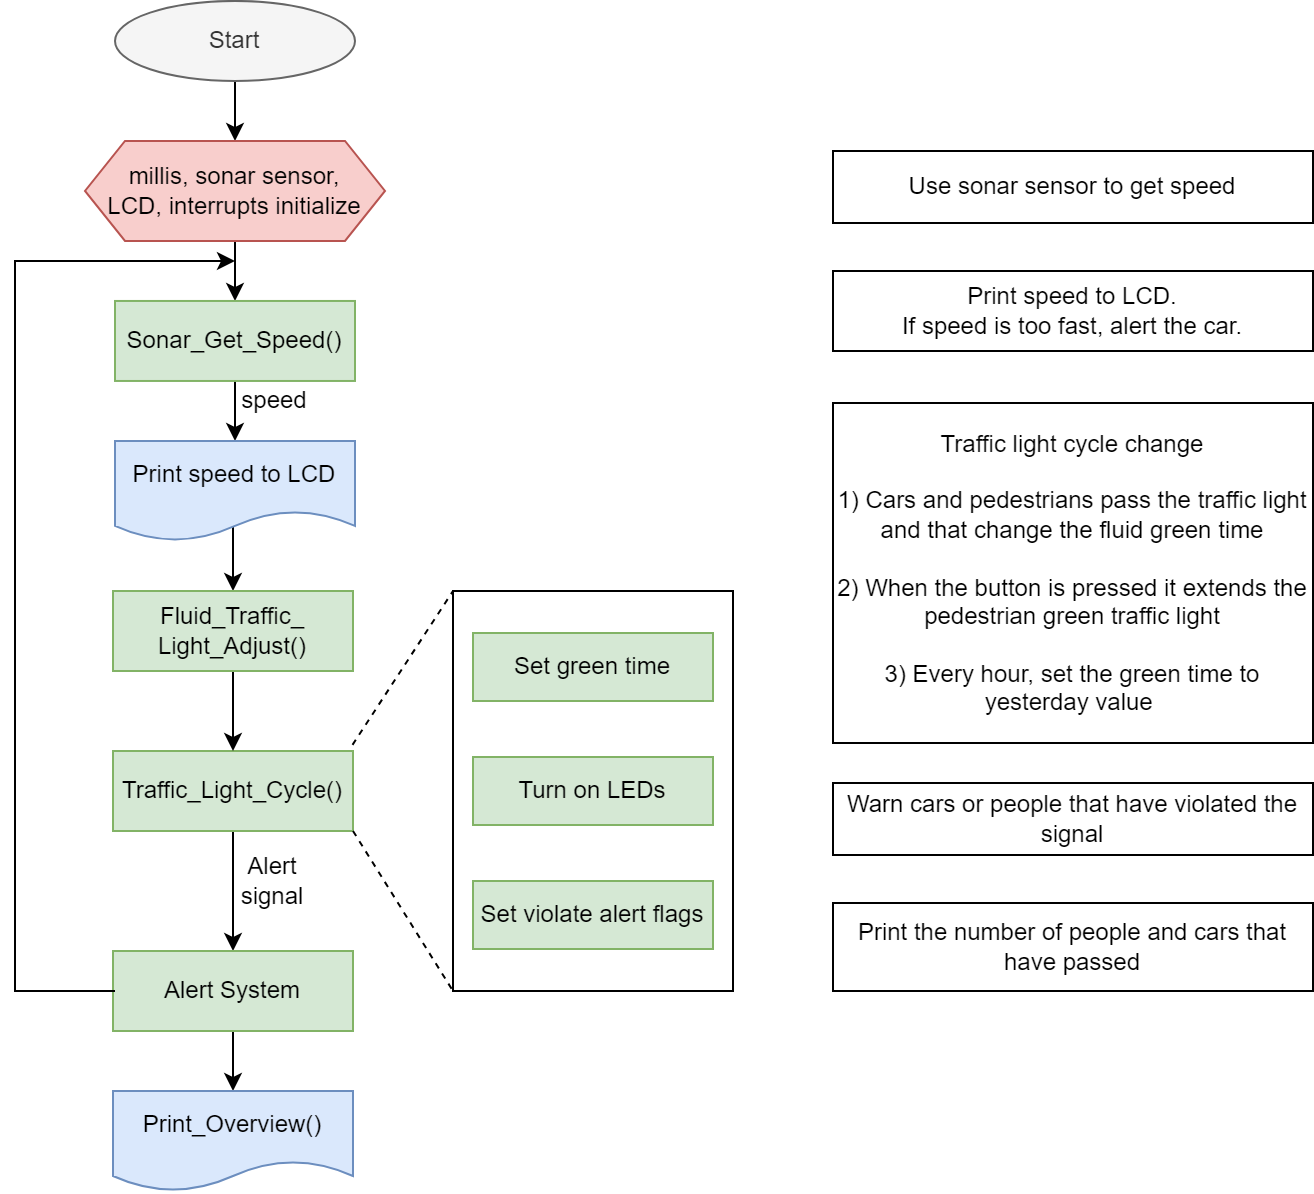 Start
millis, sonar sensor,
LCD, interrupts initialize
Sonar_Get_Speed()
speed
Print speed to LCD
Fluid_Traffic_
Light_Adjust()
Traffic_Light_Cycle()
Alert
signal
Alert System
Print_Overview()
Set green time
Turn on LEDs
Set violate alert flags
Use sonar sensor to get speed
Print speed to LCD.
If speed is too fast, alert the car.
Traffic light cycle change
1) Cars and pedestrians pass the traffic light
and that change the fluid green time
2) When the button is pressed it extends the
pedestrian green traffic light
3) Every hour, set the green time to
yesterday value
Warn cars or people that have violated the
signal
Print the number of people and cars that
have passed